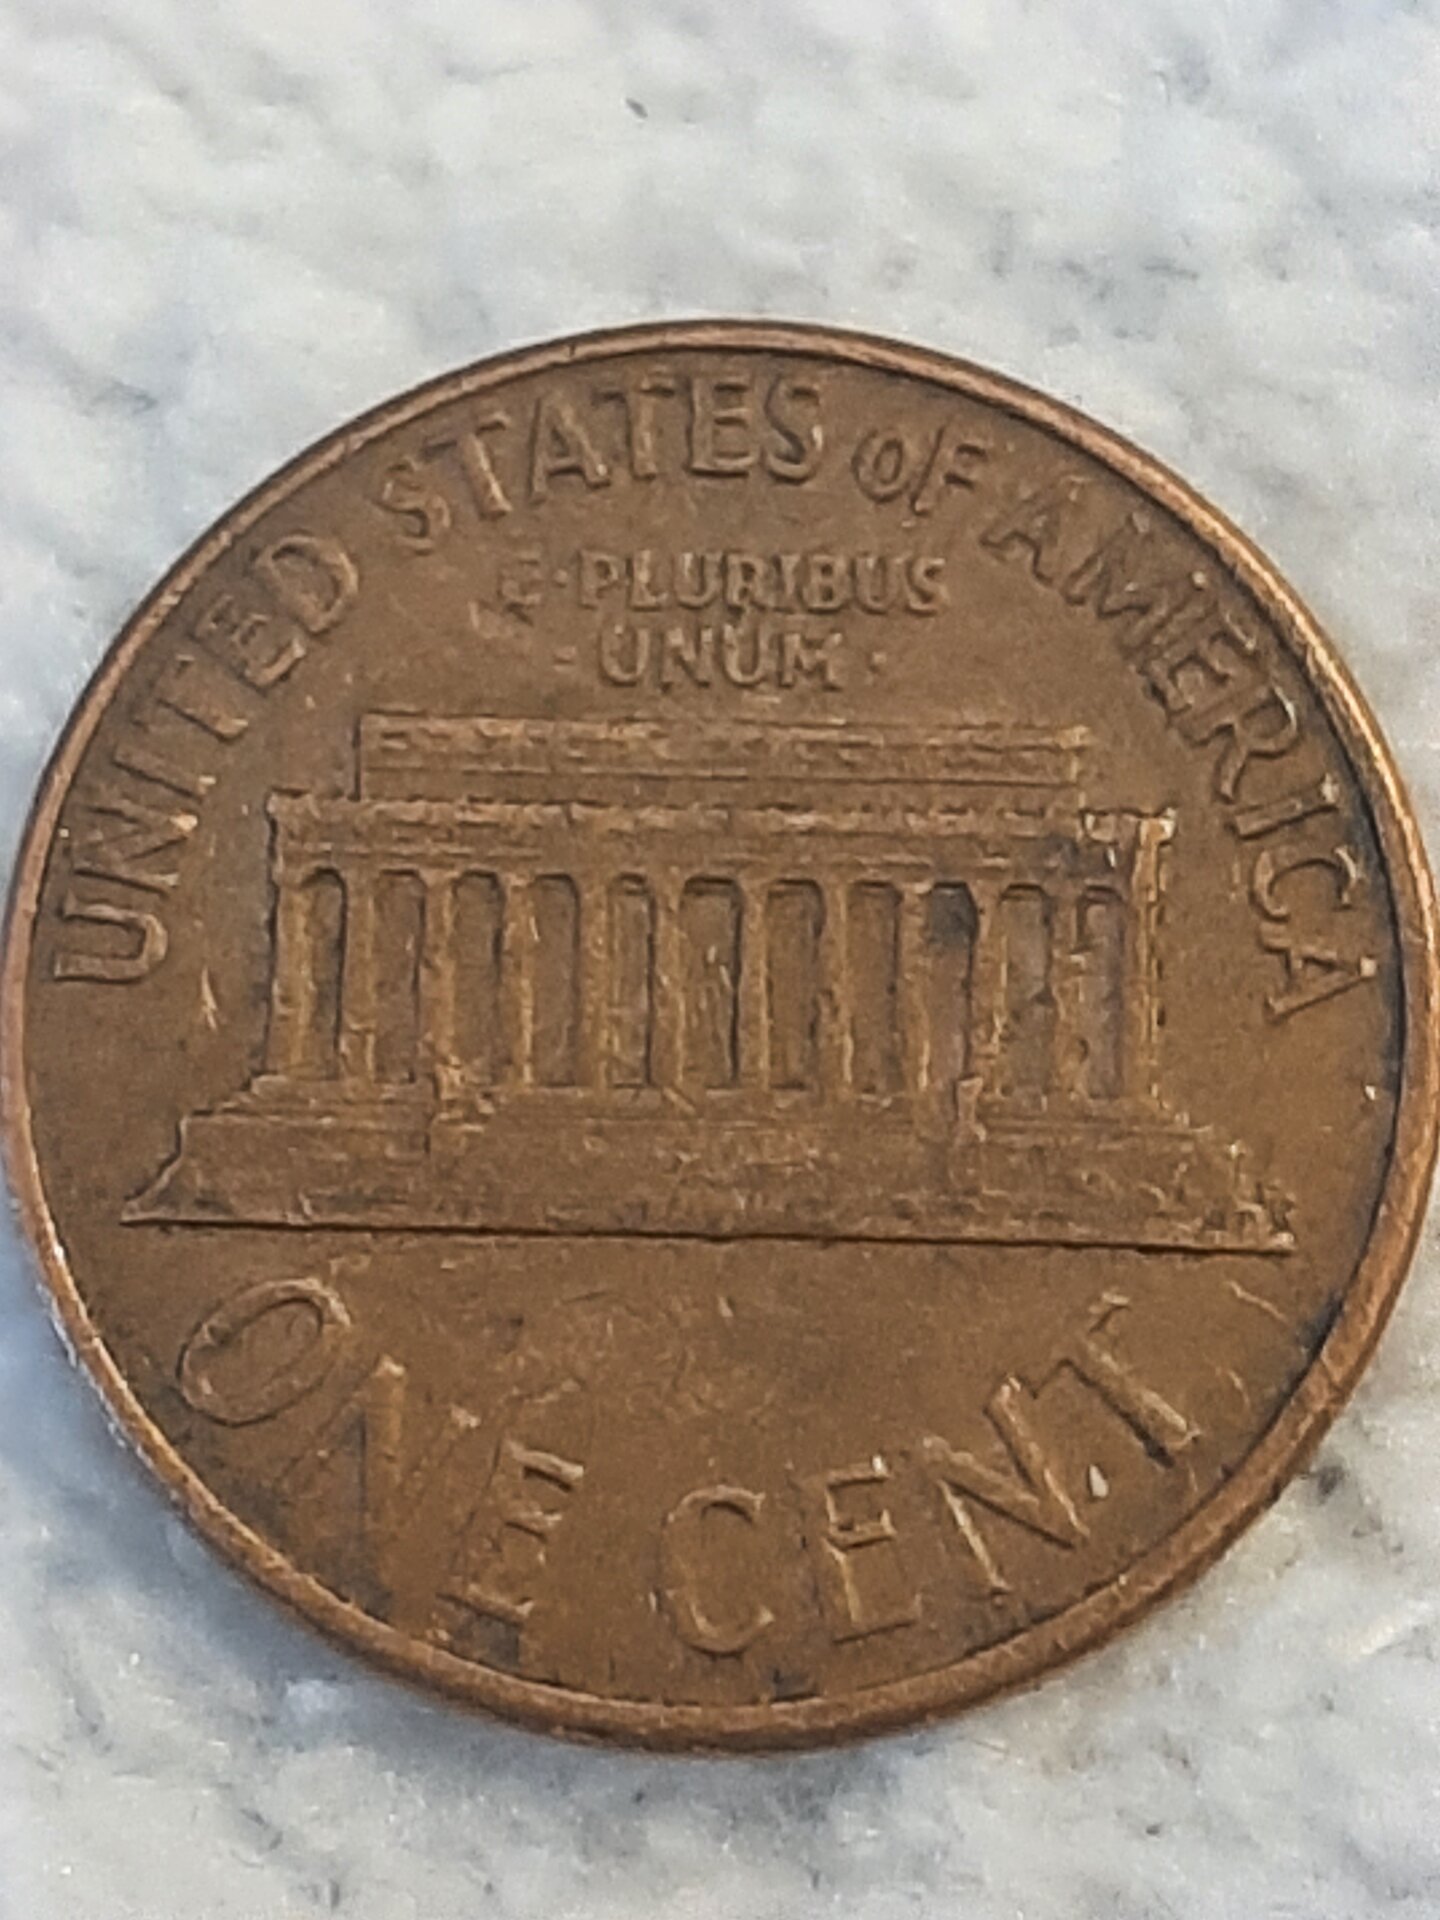 UNITED STATES OF AMERICA
E·PLURIBUS
·UNUM·
ONE CENT